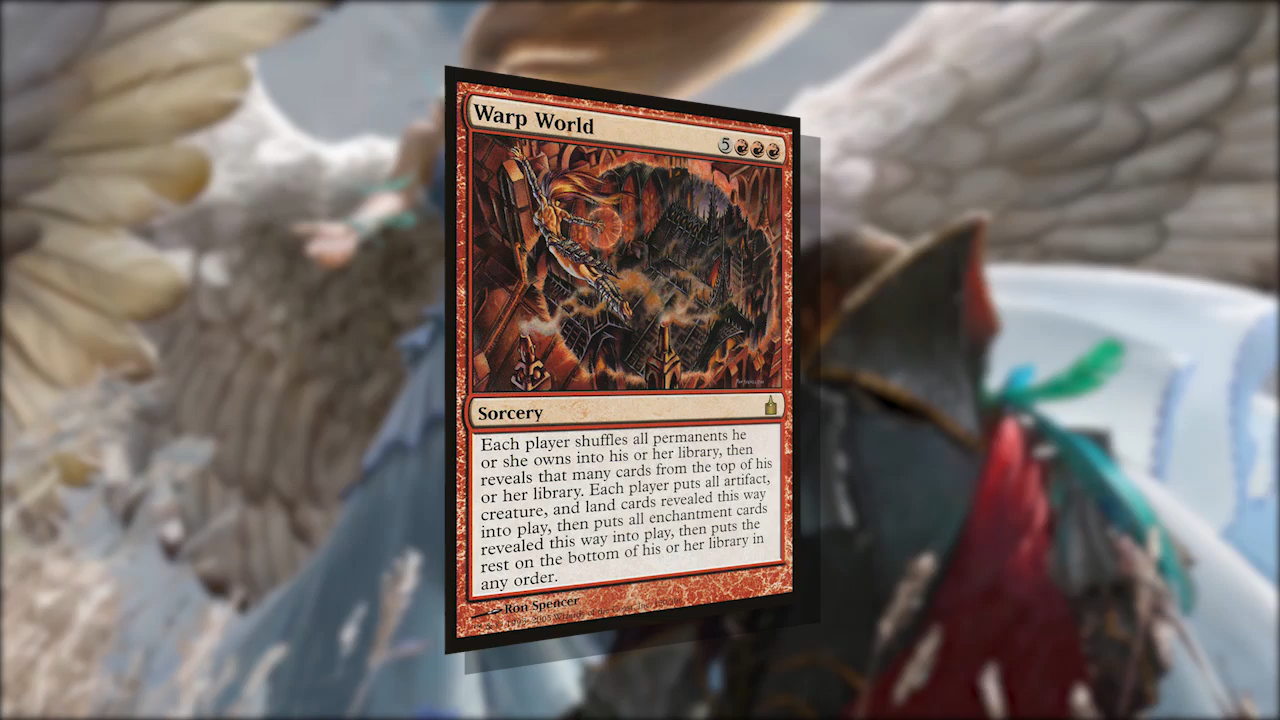 Warp World
5
Sorcery
Each player shuffles all permanents he
or she owns into his or her library, then
reveals that many cards from the top of his
or her library. Each player puts all artifact,
creature, and land cards revealed this way
into play, then puts all enchantment cards
revealed this way into play, then puts the
rest on the bottom of his or her library in
any order.
Ron Spencer